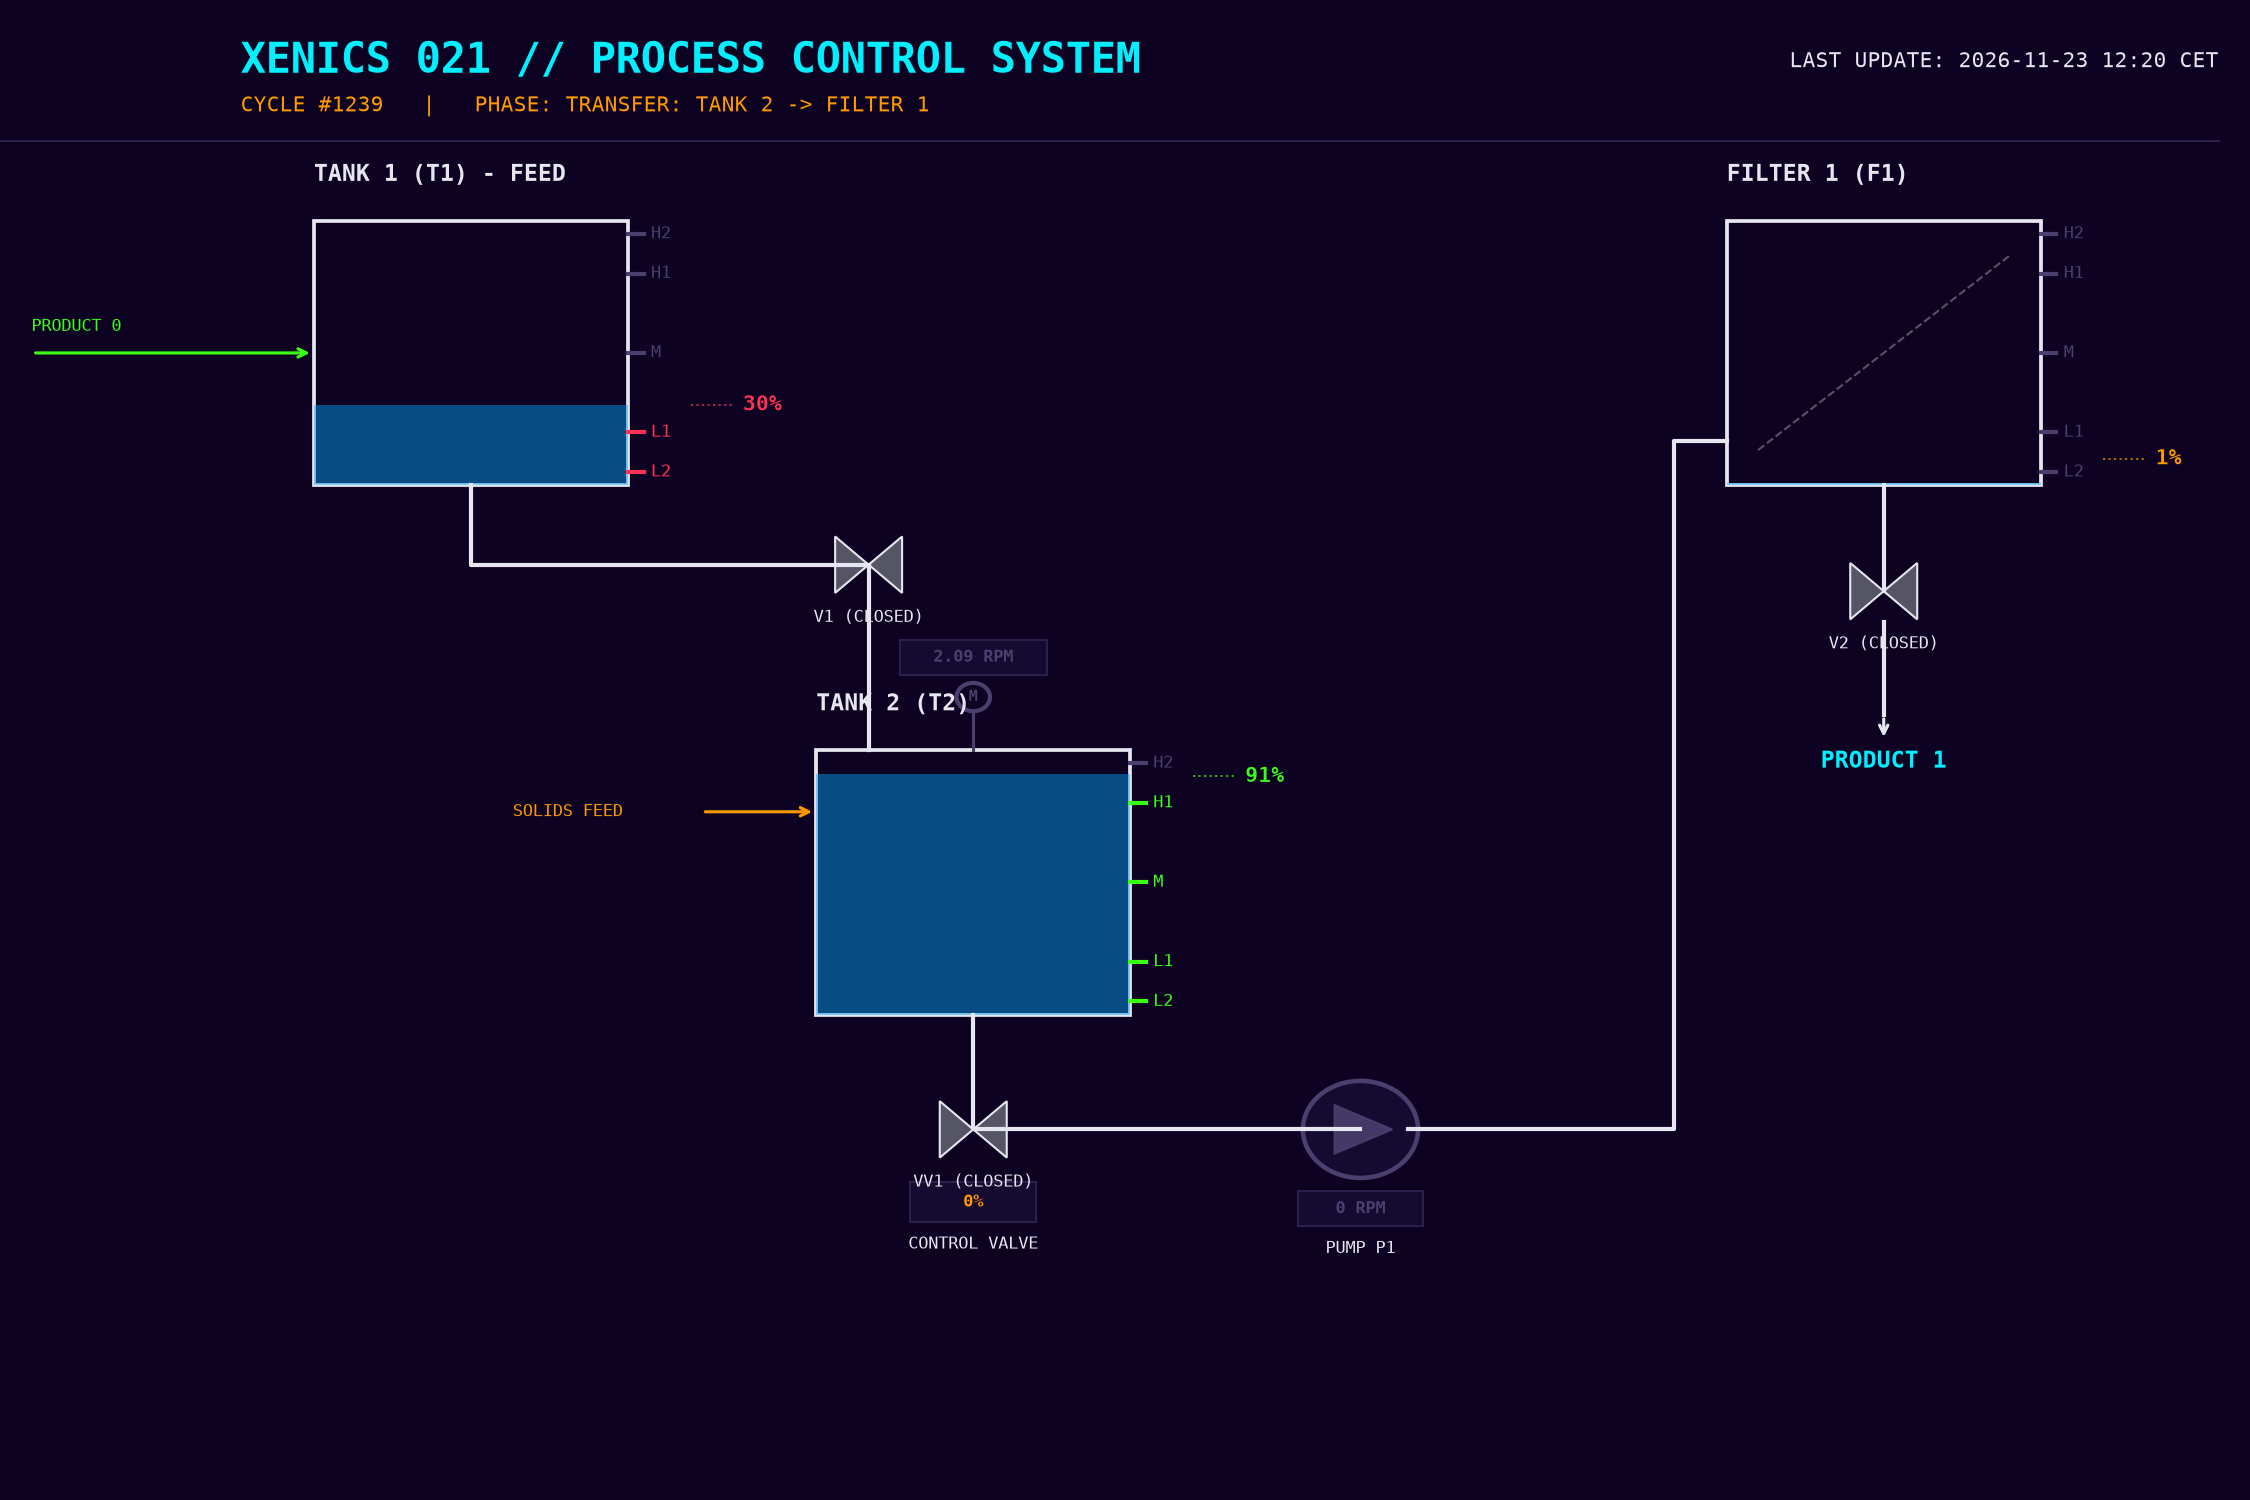 XENICS 021 // PROCESS CONTROL SYSTEM
LAST UPDATE: 2026-11-23 12:20 CET
CYCLE #1239 | PHASE: TRANSFER: TANK 2 -> FILTER 1
TANK 1 (T1) - FEED
H2
H1
M
L1
L2
30%
PRODUCT 0
FILTER 1 (F1)
H2
H1
M
L1
L2
1%
V1 (CLOSED)
V2 (CLOSED)
PRODUCT 1
2.09 RPM
M
TANK 2 (T2)
H2
H1
M
L1
L2
91%
SOLIDS FEED
VV1 (CLOSED)
0%
CONTROL VALVE
0 RPM
PUMP P1